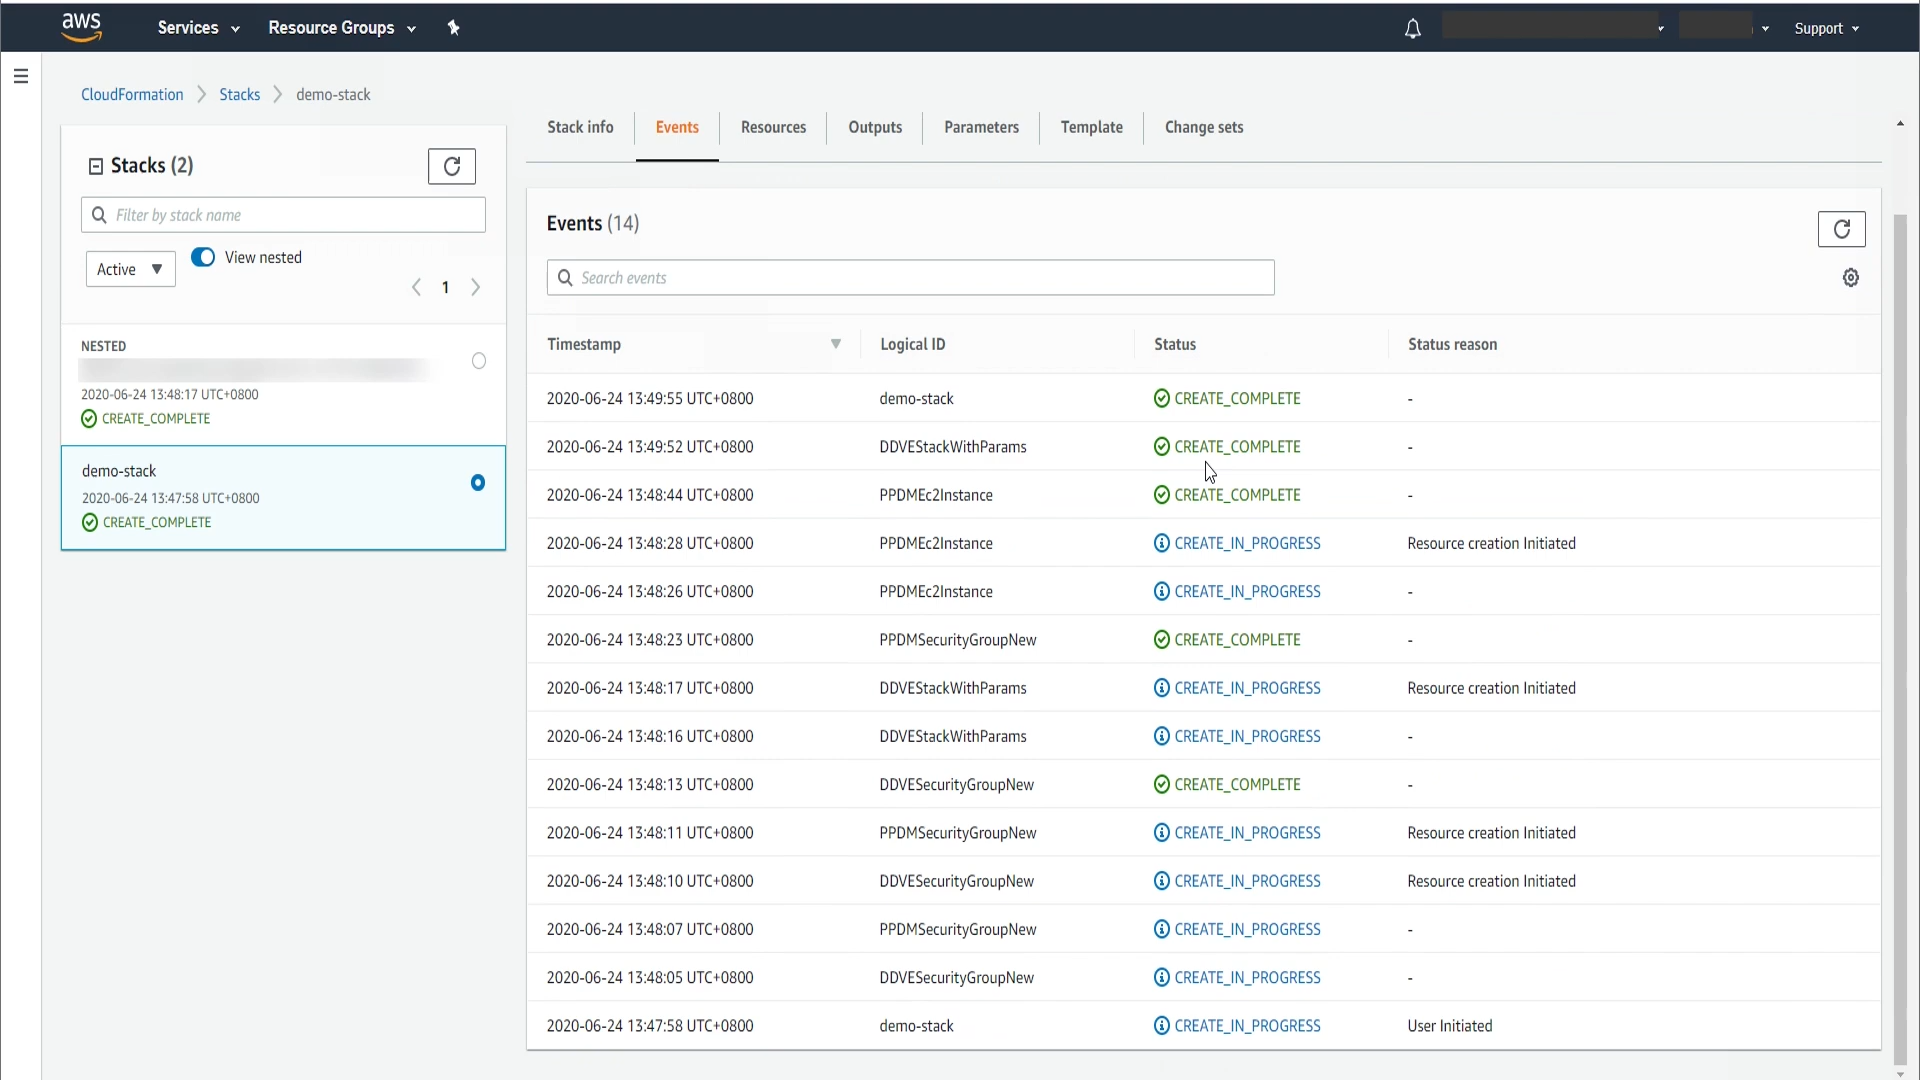 aws Services Resource Groups Support
CloudFormation Stacks demo-stack
Stacks (2)
Filter by stack name
Active View nested
1
NESTED
2020-06-24 13:48:17 UTC+0800
CREATE_COMPLETE
demo-stack
2020-06-24 13:47:58 UTC+0800
CREATE_COMPLETE
Stack info Events Resources Outputs Parameters Template Change sets
Events (14)
Search events
Timestamp Logical ID Status Status reason
2020-06-24 13:49:55 UTC+0800 demo-stack CREATE_COMPLETE -
2020-06-24 13:49:52 UTC+0800 DDVEStackWithParams CREATE_COMPLETE -
2020-06-24 13:48:44 UTC+0800 PPDMEc2Instance CREATE_COMPLETE -
2020-06-24 13:48:28 UTC+0800 PPDMEc2Instance CREATE_IN_PROGRESS Resource creation Initiated
2020-06-24 13:48:26 UTC+0800 PPDMEc2Instance CREATE_IN_PROGRESS -
2020-06-24 13:48:23 UTC+0800 PPDMSecurityGroupNew CREATE_COMPLETE -
2020-06-24 13:48:17 UTC+0800 DDVEStackWithParams CREATE_IN_PROGRESS Resource creation Initiated
2020-06-24 13:48:16 UTC+0800 DDVEStackWithParams CREATE_IN_PROGRESS -
2020-06-24 13:48:13 UTC+0800 DDVESecurityGroupNew CREATE_COMPLETE -
2020-06-24 13:48:11 UTC+0800 PPDMSecurityGroupNew CREATE_IN_PROGRESS Resource creation Initiated
2020-06-24 13:48:10 UTC+0800 DDVESecurityGroupNew CREATE_IN_PROGRESS Resource creation Initiated
2020-06-24 13:48:07 UTC+0800 PPDMSecurityGroupNew CREATE_IN_PROGRESS -
2020-06-24 13:48:05 UTC+0800 DDVESecurityGroupNew CREATE_IN_PROGRESS -
2020-06-24 13:47:58 UTC+0800 demo-stack CREATE_IN_PROGRESS User Initiated